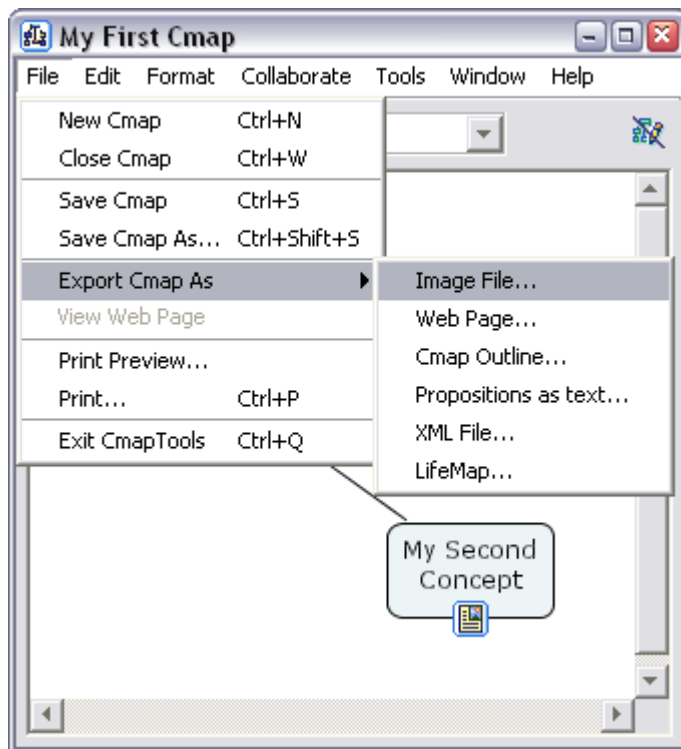 My First Cmap
File Edit Format Collaborate Tools Window Help
New Cmap Ctrl+N
Close Cmap Ctrl+W
Save Cmap Ctrl+S
Save Cmap As... Ctrl+Shift+S
Export Cmap As
View Web Page
Print Preview...
Print... Ctrl+P
Exit CmapTools Ctrl+Q
Image File...
Web Page...
Cmap Outline...
Propositions as text...
XML File...
LifeMap...
My Second
Concept